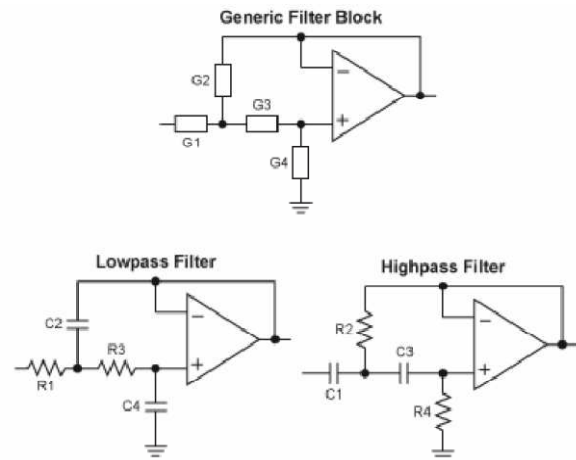 Generic Filter Block
G2
G3
G1
G4
−
+
Lowpass Filter
C2
R3
R1
C4
−
+
Highpass Filter
R2
C3
C1
R4
−
+